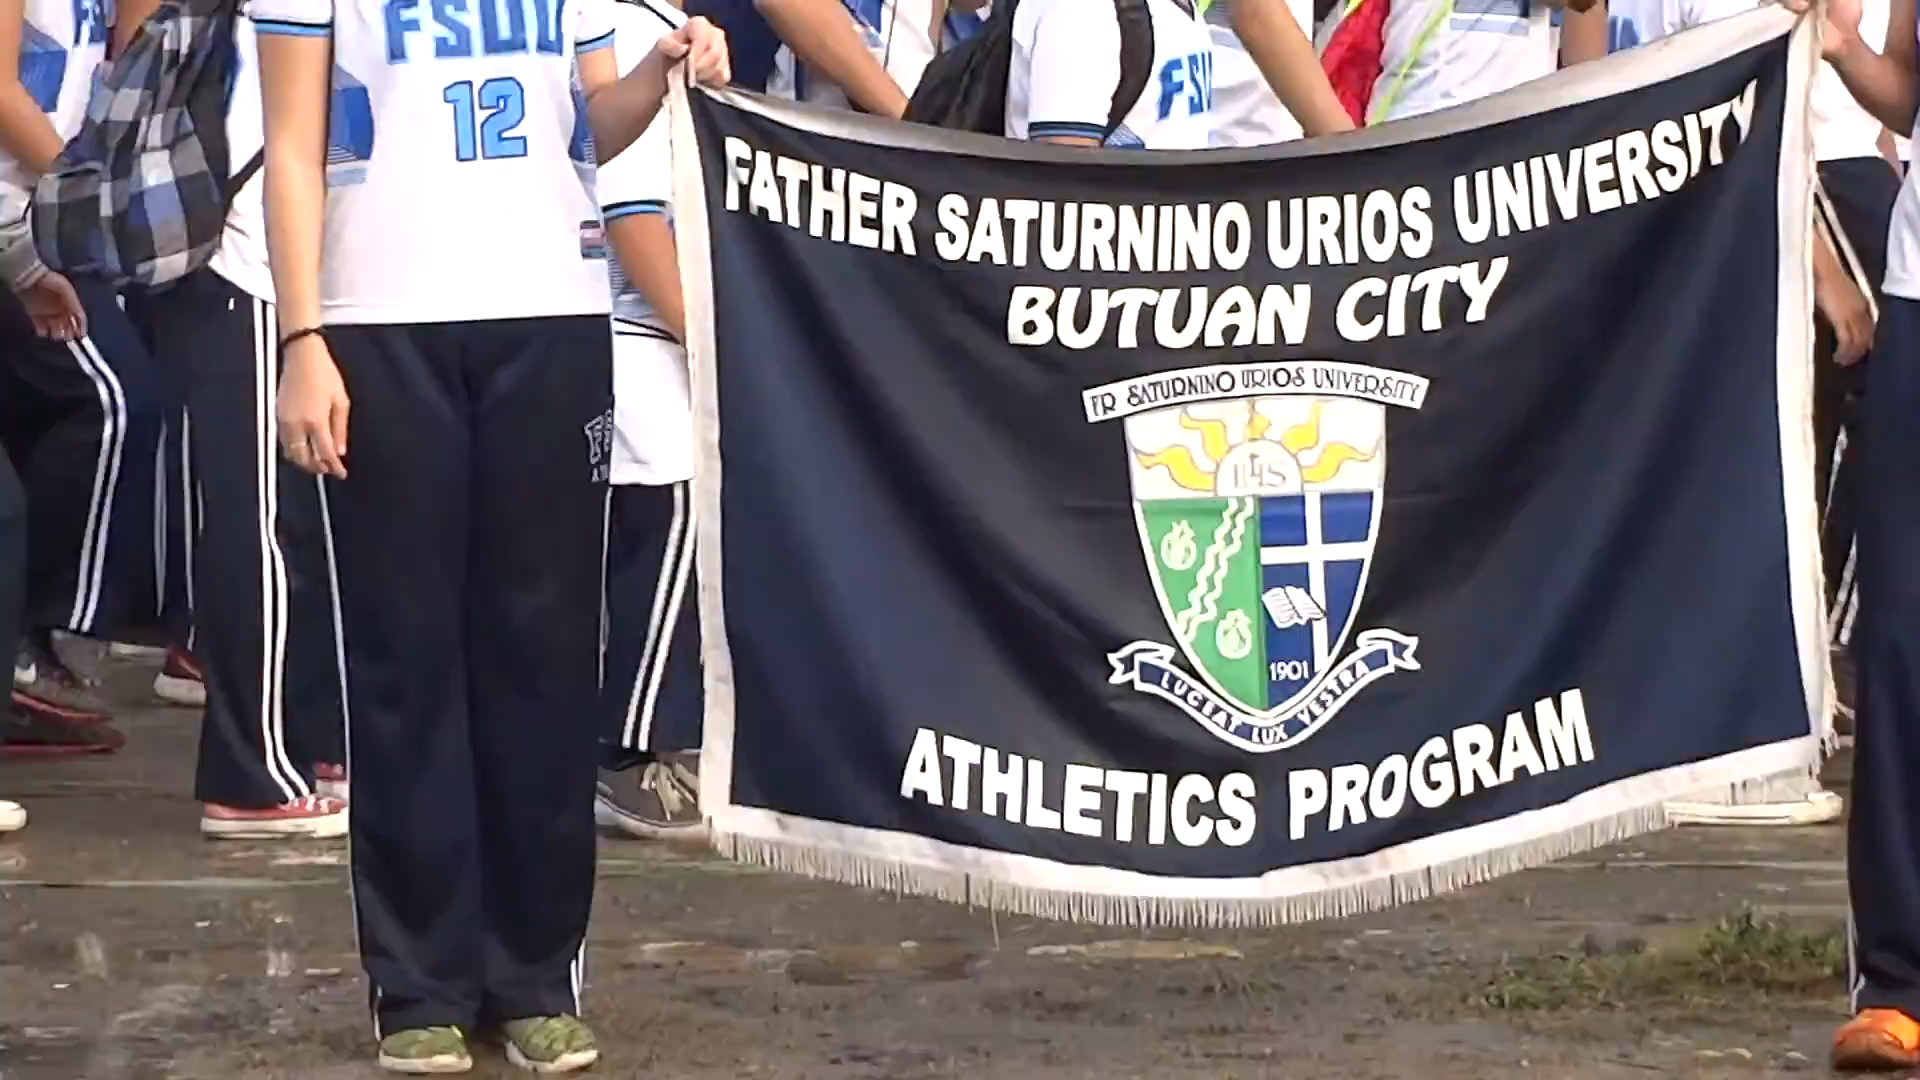 FSUU
12
FSU
FATHER SATURNINO URIOS UNIVERSITY
BUTUAN CITY
FR SATURNINO URIOS UNIVERSITY
IHS
1901
LUCEAT LUX VESTRA
ATHLETICS PROGRAM